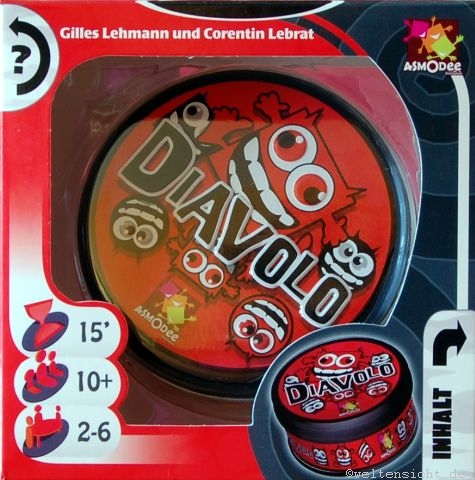 Gilles Lehmann und Corentin Lebrat
?
ASMODee
DIAVOLO
ASMODee
15'
10+
2-6
DIAVOLO
INHALT
©weltensicht.de